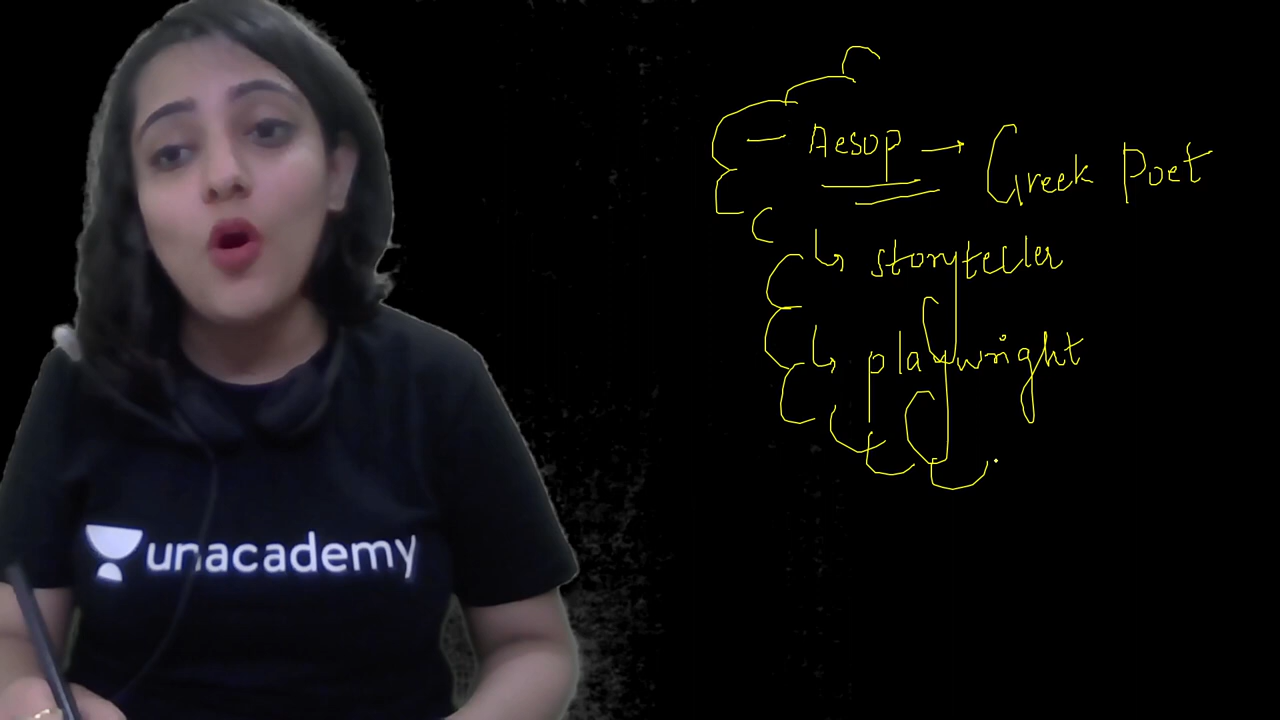 — Aesop → Greek Poet
↳ storyteller
↳ playwright
unacademy